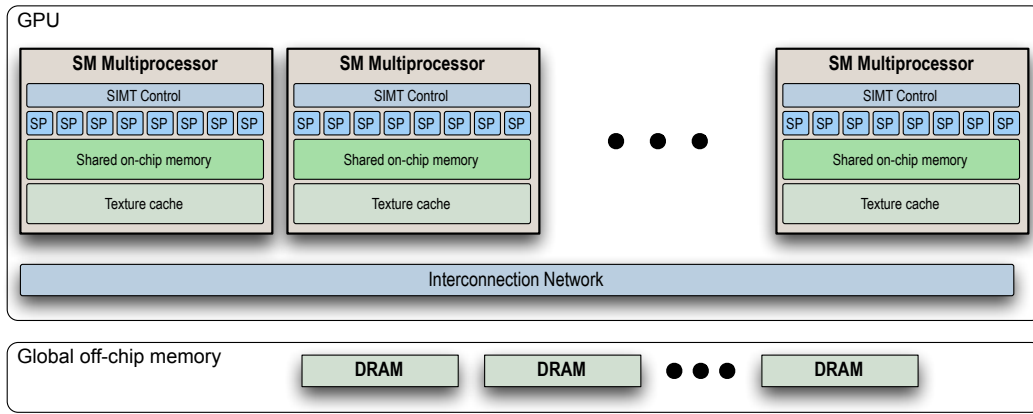 GPU
SM Multiprocessor SM Multiprocessor SM Multiprocessor
SIMT Control SIMT Control SIMT Control
SP SP SP SP SP SP SP SP SP SP SP SP SP SP SP SP SP SP SP SP SP SP SP SP
Shared on-chip memory Shared on-chip memory Shared on-chip memory
Texture cache Texture cache Texture cache
Interconnection Network
Global off-chip memory
DRAM DRAM DRAM